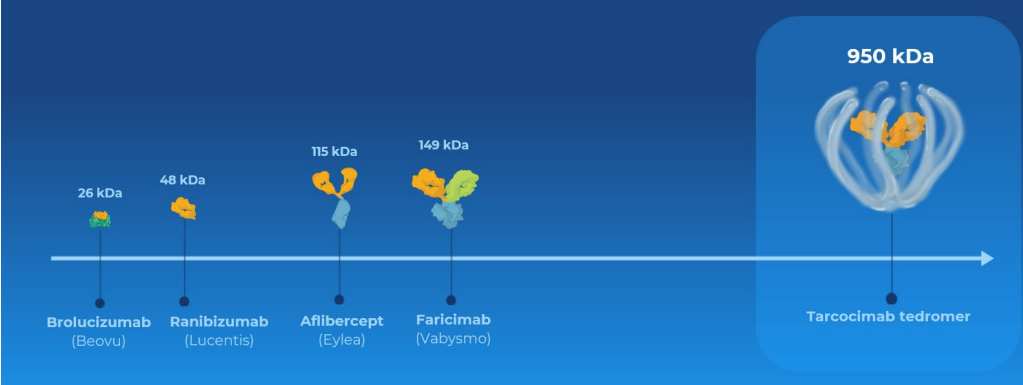 950 kDa
149 kDa
115 kDa
48 kDa
26 kDa
Brolucizumab
(Beovu)
Ranibizumab
(Lucentis)
Aflibercept
(Eylea)
Faricimab
(Vabysmo)
Tarcocimab tedromer